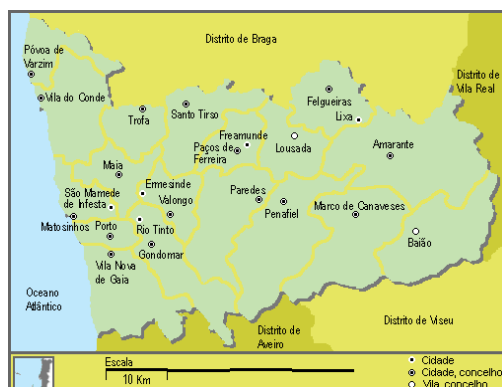 Distrito de Braga
Póvoa de
Varzim
Distrito
de Vila
Real
Vila do Conde
Trofa
Santo Tirso
Felgueiras
Lixa
Freamunde
Paços de
Ferreira
Lousada
Amarante
Maia
Ermesinde
São Mamede
de Infesta
Valongo
Paredes
Penafiel
Marco de Canaveses
Matosinhos
Porto
Rio Tinto
Gondomar
Baião
Vila Nova
de Gaia
Oceano
Atlântico
Distrito de Viseu
Distrito de
Aveiro
Escala
10 Km
Cidade
Cidade, concelho
Vila, concelho